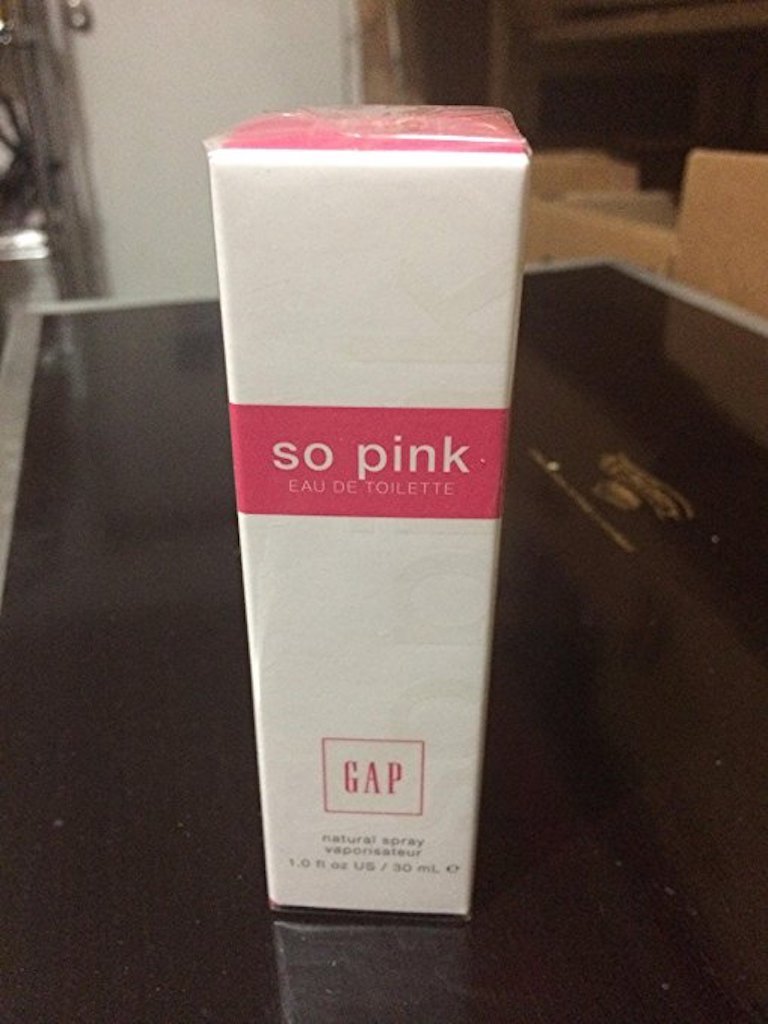 so pink
EAU DE TOILETTE
GAP
natural spray
vaporisateur
1.0 fl oz US / 30 mL ℮